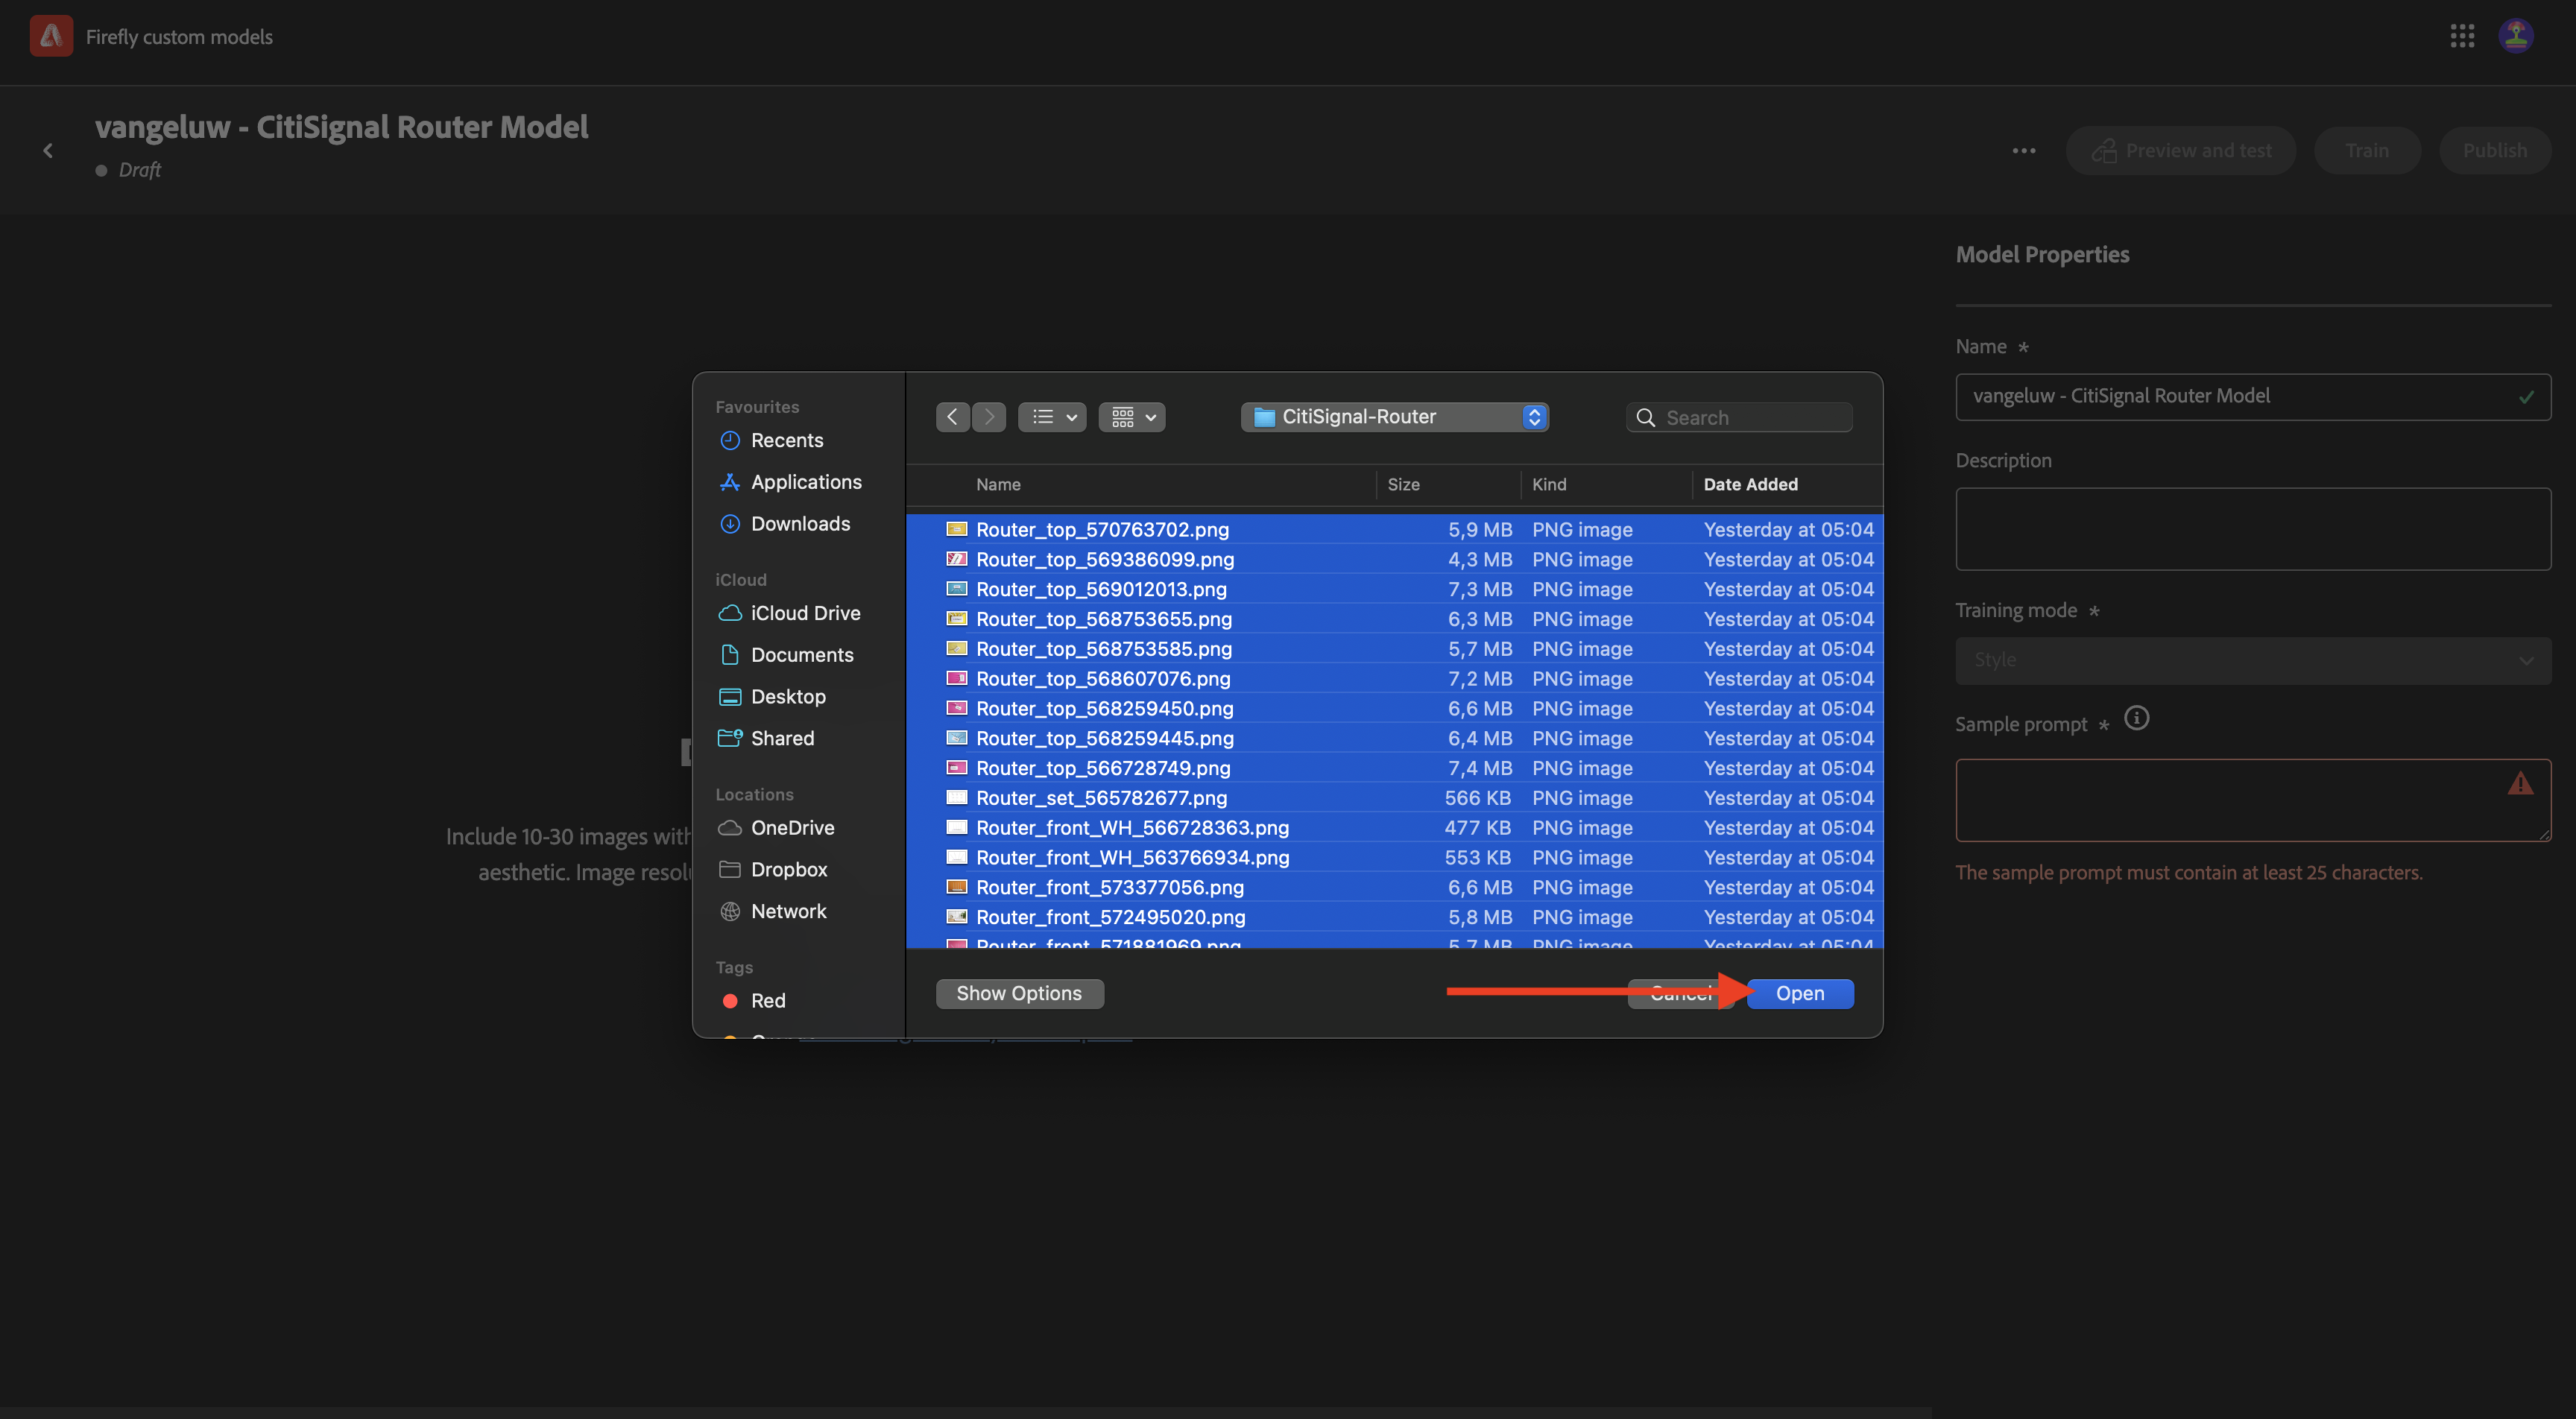 Firefly custom models
vangeluw - CitiSignal Router Model
Draft
Preview and test
Train
Publish
Include 10-30 images with
aesthetic. Image resol
Favourites
Recents
Applications
Downloads
iCloud
iCloud Drive
Documents
Desktop
Shared
Locations
OneDrive
Dropbox
Network
Tags
Red
CitiSignal-Router
Search
Name Size Kind Date Added
Router_top_570763702.png 5,9 MB PNG image Yesterday at 05:04
Router_top_569386099.png 4,3 MB PNG image Yesterday at 05:04
Router_top_569012013.png 7,3 MB PNG image Yesterday at 05:04
Router_top_568753655.png 6,3 MB PNG image Yesterday at 05:04
Router_top_568753585.png 5,7 MB PNG image Yesterday at 05:04
Router_top_568607076.png 7,2 MB PNG image Yesterday at 05:04
Router_top_568259450.png 6,6 MB PNG image Yesterday at 05:04
Router_top_568259445.png 6,4 MB PNG image Yesterday at 05:04
Router_top_566728749.png 7,4 MB PNG image Yesterday at 05:04
Router_set_565782677.png 566 KB PNG image Yesterday at 05:04
Router_front_WH_566728363.png 477 KB PNG image Yesterday at 05:04
Router_front_WH_563766934.png 553 KB PNG image Yesterday at 05:04
Router_front_573377056.png 6,6 MB PNG image Yesterday at 05:04
Router_front_572495020.png 5,8 MB PNG image Yesterday at 05:04
Router_front_571881969.png 5,7 MB PNG image Yesterday at 05:04
Show Options
Cancel
Open
Model Properties
Name *
vangeluw - CitiSignal Router Model
Description
Training mode *
Style
Sample prompt *
The sample prompt must contain at least 25 characters.